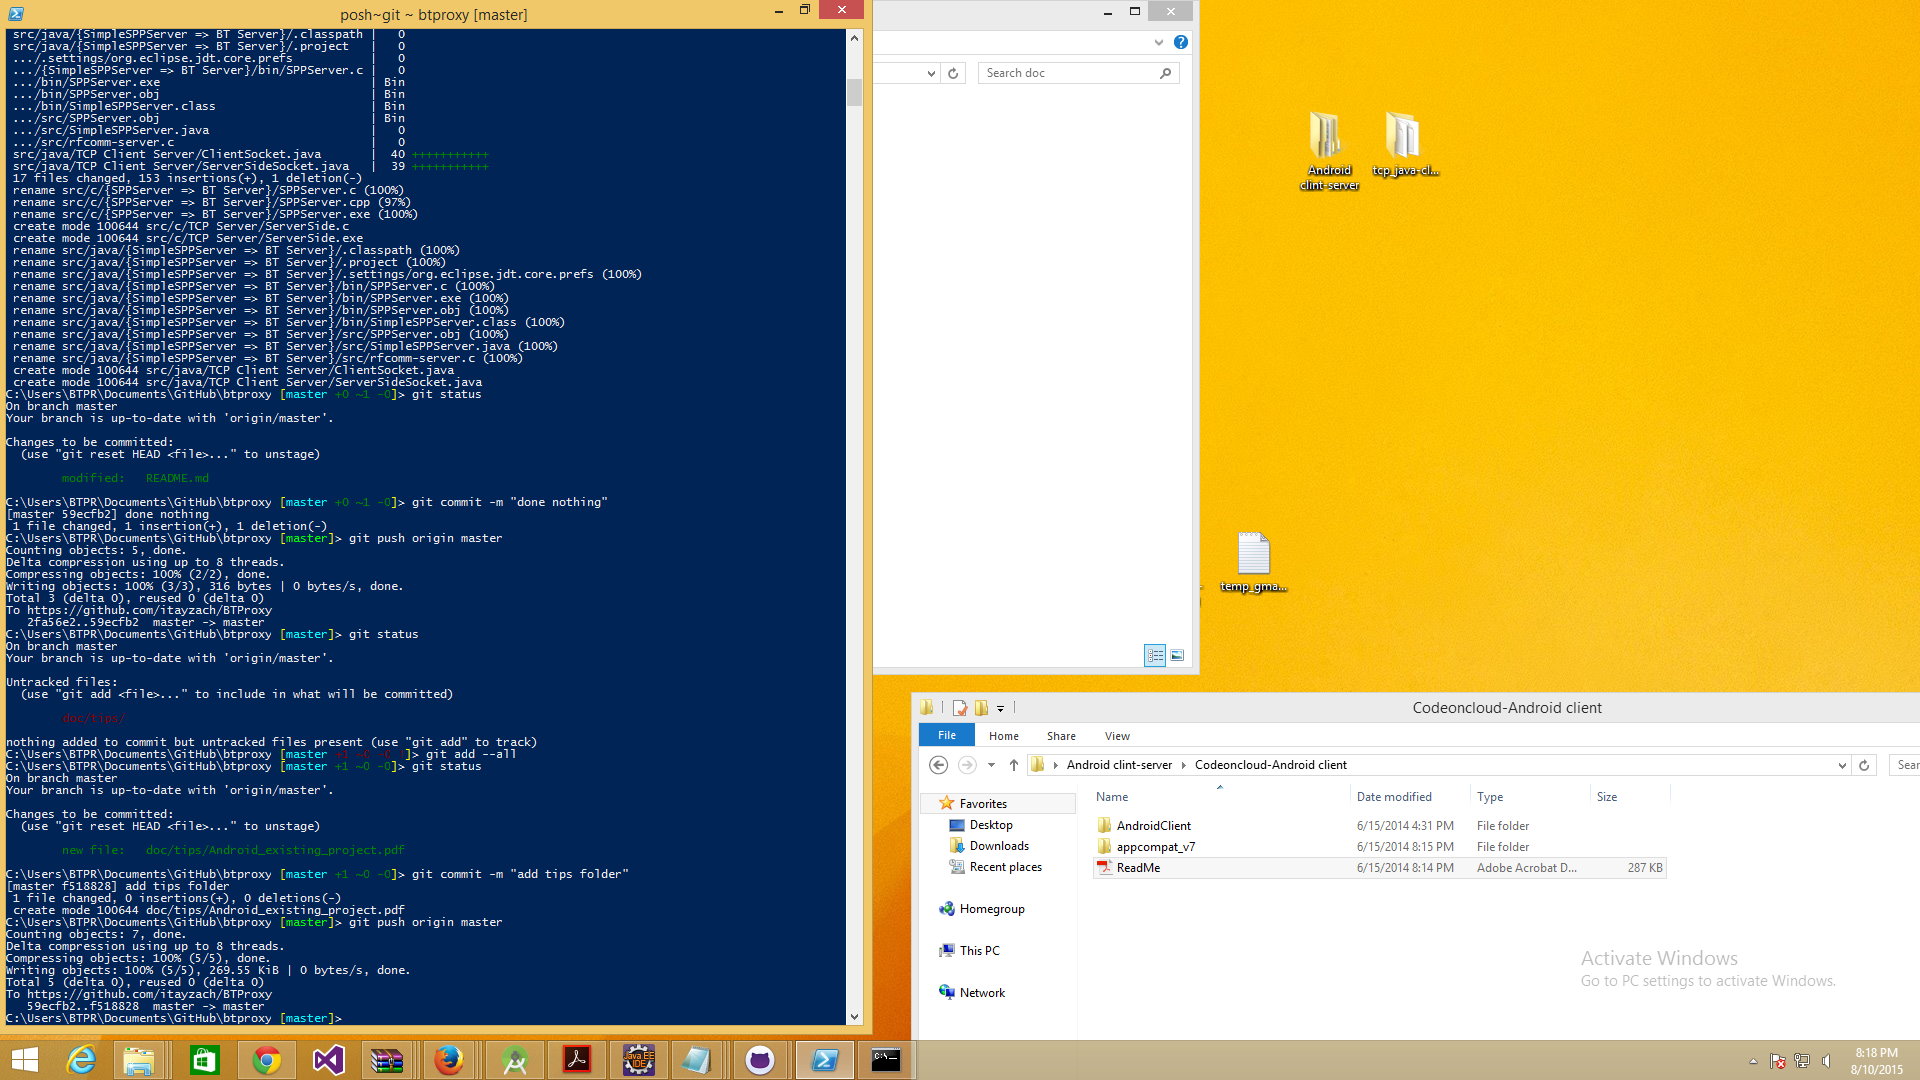 posh~git ~ btproxy [master]
src/java/{SimpleSPPServer => BT Server}/.classpath |   0
src/java/{SimpleSPPServer => BT Server}/.project   |   0
.../.settings/org.eclipse.jdt.core.prefs           |   0
.../{SimpleSPPServer => BT Server}/bin/SPPServer.c |   0
.../bin/SPPServer.exe                              | Bin
.../bin/SPPServer.obj                              | Bin
.../bin/SimpleSPPServer.class                      | Bin
.../src/SPPServer.obj                              | Bin
.../src/SimpleSPPServer.java                       |   0
.../src/rfcomm-server.c                            |   0
src/java/TCP Client Server/ClientSocket.java       |  40 +++++++++++
src/java/TCP Client Server/ServerSideSocket.java   |  39 +++++++++++
17 files changed, 153 insertions(+), 1 deletion(-)
rename src/c/{SPPServer => BT Server}/SPPServer.c (100%)
rename src/c/{SPPServer => BT Server}/SPPServer.cpp (97%)
rename src/c/{SPPServer => BT Server}/SPPServer.exe (100%)
create mode 100644 src/c/TCP Server/ServerSide.c
create mode 100644 src/c/TCP Server/ServerSide.exe
rename src/java/{SimpleSPPServer => BT Server}/.classpath (100%)
rename src/java/{SimpleSPPServer => BT Server}/.project (100%)
rename src/java/{SimpleSPPServer => BT Server}/.settings/org.eclipse.jdt.core.prefs (100%)
rename src/java/{SimpleSPPServer => BT Server}/bin/SPPServer.c (100%)
rename src/java/{SimpleSPPServer => BT Server}/bin/SPPServer.exe (100%)
rename src/java/{SimpleSPPServer => BT Server}/bin/SPPServer.obj (100%)
rename src/java/{SimpleSPPServer => BT Server}/bin/SimpleSPPServer.class (100%)
rename src/java/{SimpleSPPServer => BT Server}/src/SPPServer.obj (100%)
rename src/java/{SimpleSPPServer => BT Server}/src/SimpleSPPServer.java (100%)
rename src/java/{SimpleSPPServer => BT Server}/src/rfcomm-server.c (100%)
create mode 100644 src/java/TCP Client Server/ClientSocket.java
create mode 100644 src/java/TCP Client Server/ServerSideSocket.java
C:\Users\BTPR\Documents\GitHub\btproxy [master +0 ~1 -0]> git status
On branch master
Your branch is up-to-date with 'origin/master'.
Changes to be committed:
(use "git reset HEAD <file>..." to unstage)
modified:   README.md
C:\Users\BTPR\Documents\GitHub\btproxy [master +0 ~1 -0]> git commit -m "done nothing"
[master 59ecfb2] done nothing
1 file changed, 1 insertion(+), 1 deletion(-)
C:\Users\BTPR\Documents\GitHub\btproxy [master]> git push origin master
Counting objects: 5, done.
Delta compression using up to 8 threads.
Compressing objects: 100% (2/2), done.
Writing objects: 100% (3/3), 316 bytes | 0 bytes/s, done.
Total 3 (delta 0), reused 0 (delta 0)
To https://github.com/itayzach/BTProxy
2fa56e2..59ecfb2  master -> master
C:\Users\BTPR\Documents\GitHub\btproxy [master]> git status
On branch master
Your branch is up-to-date with 'origin/master'.
Untracked files:
(use "git add <file>..." to include in what will be committed)
doc/tips/
nothing added to commit but untracked files present (use "git add" to track)
C:\Users\BTPR\Documents\GitHub\btproxy [master +1 ~0 -0 !]> git add --all
C:\Users\BTPR\Documents\GitHub\btproxy [master +1 ~0 -0]> git status
On branch master
Your branch is up-to-date with 'origin/master'.
Changes to be committed:
(use "git reset HEAD <file>..." to unstage)
new file:   doc/tips/Android_existing_project.pdf
C:\Users\BTPR\Documents\GitHub\btproxy [master +1 ~0 -0]> git commit -m "add tips folder"
[master f518828] add tips folder
1 file changed, 0 insertions(+), 0 deletions(-)
create mode 100644 doc/tips/Android_existing_project.pdf
C:\Users\BTPR\Documents\GitHub\btproxy [master]> git push origin master
Counting objects: 7, done.
Delta compression using up to 8 threads.
Compressing objects: 100% (5/5), done.
Writing objects: 100% (5/5), 269.55 KiB | 0 bytes/s, done.
Total 5 (delta 0), reused 0 (delta 0)
To https://github.com/itayzach/BTProxy
59ecfb2..f518828  master -> master
C:\Users\BTPR\Documents\GitHub\btproxy [master]>
Search doc
Android
clint-server
tcp_java-cl...
temp_gma...
Codeoncloud-Android client
File Home Share View
Android clint-server Codeoncloud-Android client
Sear
Name Date modified Type Size
Favorites
Desktop
Downloads
Recent places
Homegroup
This PC
Network
AndroidClient 6/15/2014 4:31 PM File folder
appcompat_v7 6/15/2014 8:15 PM File folder
ReadMe 6/15/2014 8:14 PM Adobe Acrobat D... 287 KB
Activate Windows
Go to PC settings to activate Windows.
Java EE
IDE
C:\_
8:18 PM
8/10/2015